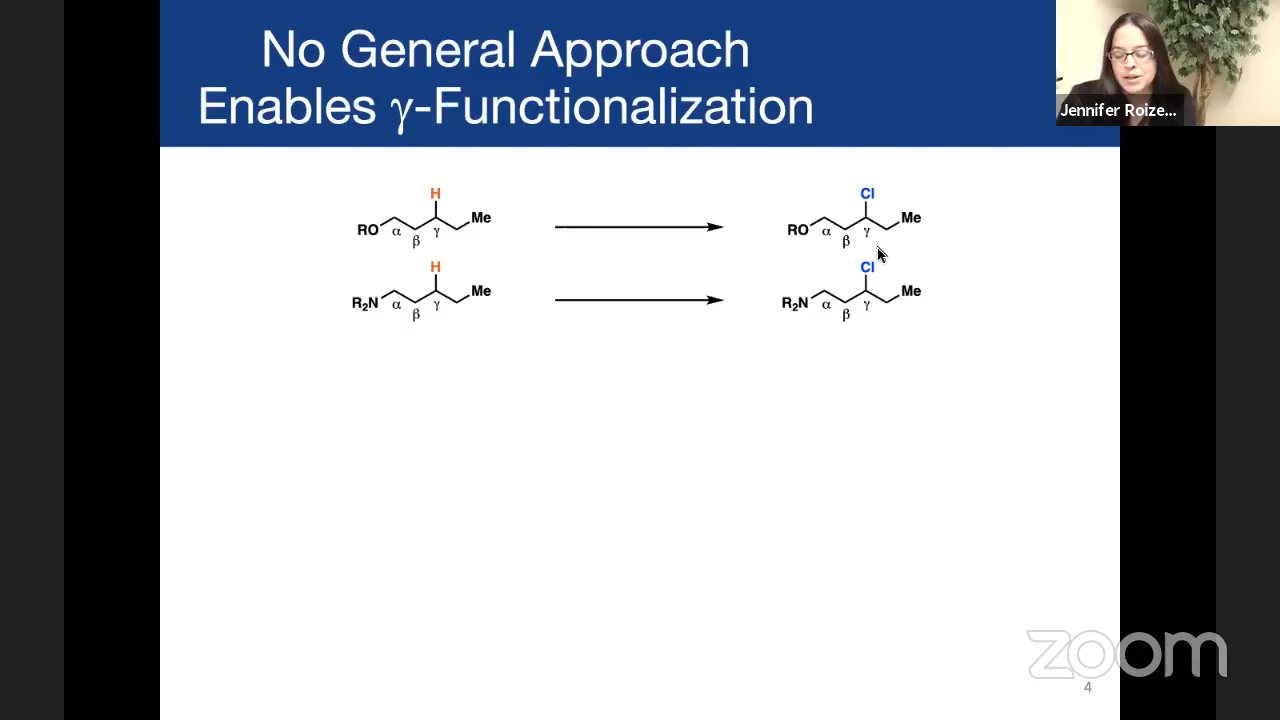 No General Approach
Enables γ-Functionalization
Jennifer Roize...
H
RO α β γ Me
Cl
RO α β γ Me
H
R₂N α β γ Me
Cl
R₂N α β γ Me
zoom
4